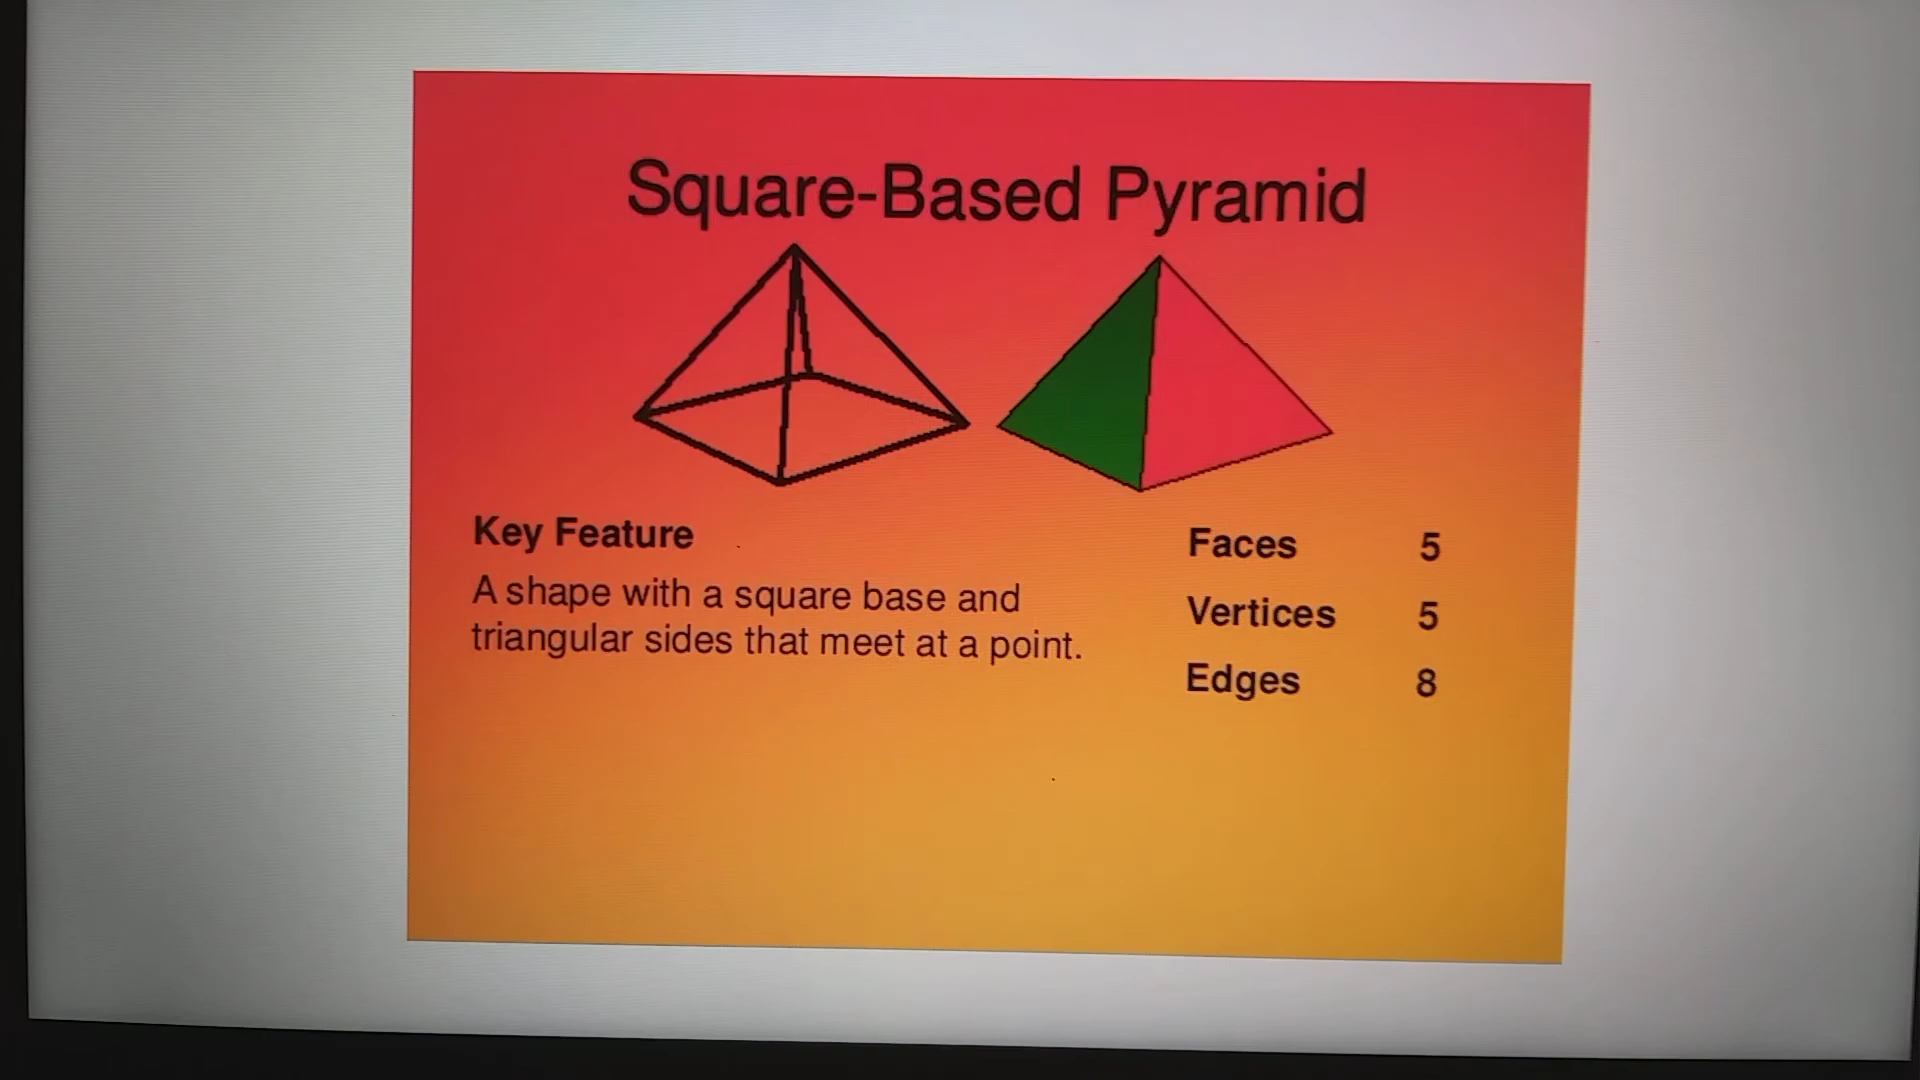 Square-Based Pyramid
Key Feature
A shape with a square base and
triangular sides that meet at a point.
Faces 5
Vertices 5
Edges 8